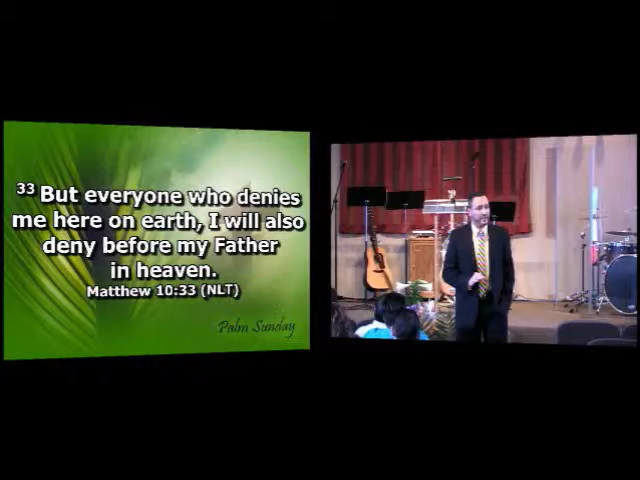 33 But everyone who denies
me here on earth, I will also
deny before my Father
in heaven.
Matthew 10:33 (NLT)
Palm Sunday